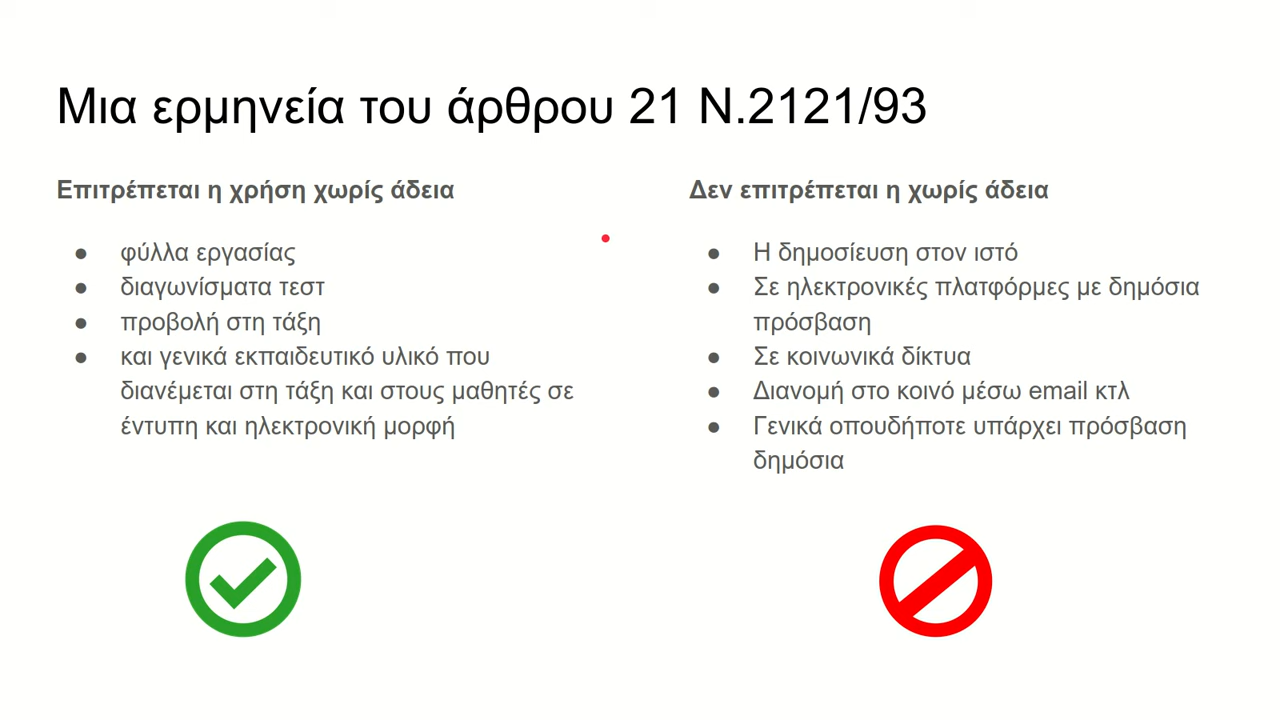 Μια ερμηνεία του άρθρου 21 Ν.2121/93
Επιτρέπεται η χρήση χωρίς άδεια
● φύλλα εργασίας
● διαγωνίσματα τεστ
● προβολή στη τάξη
● και γενικά εκπαιδευτικό υλικό που
διανέμεται στη τάξη και στους μαθητές σε
έντυπη και ηλεκτρονική μορφή
Δεν επιτρέπεται η χωρίς άδεια
● Η δημοσίευση στον ιστό
● Σε ηλεκτρονικές πλατφόρμες με δημόσια
πρόσβαση
● Σε κοινωνικά δίκτυα
● Διανομή στο κοινό μέσω email κτλ
● Γενικά οπουδήποτε υπάρχει πρόσβαση
δημόσια